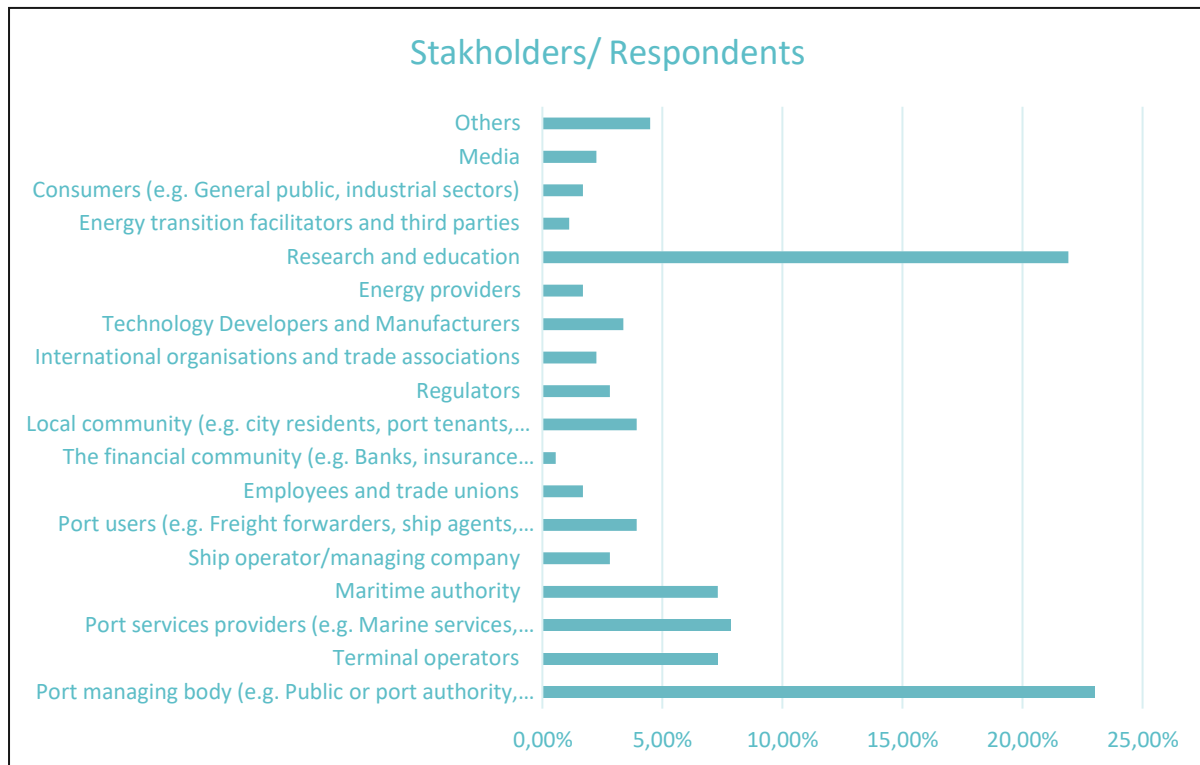 Stakholders/ Respondents
Others
Media
Consumers (e.g. General public, industrial sectors)
Energy transition facilitators and third parties
Research and education
Energy providers
Technology Developers and Manufacturers
International organisations and trade associations
Regulators
Local community (e.g. city residents, port tenants,...
The financial community (e.g. Banks, insurance...
Employees and trade unions
Port users (e.g. Freight forwarders, ship agents,...
Ship operator/managing company
Maritime authority
Port services providers (e.g. Marine services,...
Terminal operators
Port managing body (e.g. Public or port authority,...
0,00% 5,00% 10,00% 15,00% 20,00% 25,00%